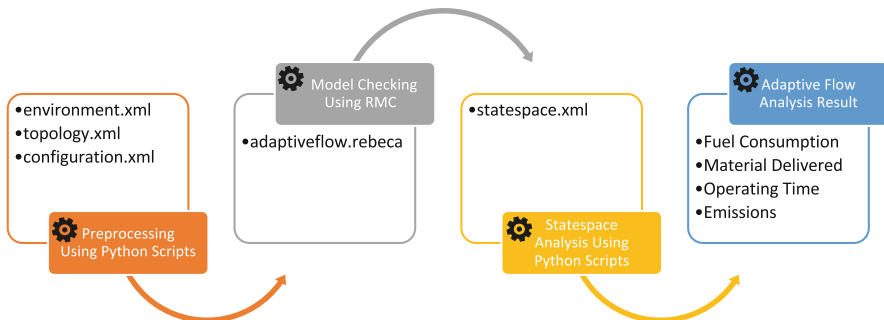 •environment.xml
•topology.xml
•configuration.xml
Preprocessing
Using Python Scripts
Model Checking
Using RMC
•adaptiveflow.rebeca
•statespace.xml
Statespace
Analysis Using
Python Scripts
Adaptive Flow
Analysis Result
•Fuel Consumption
•Material Delivered
•Operating Time
•Emissions